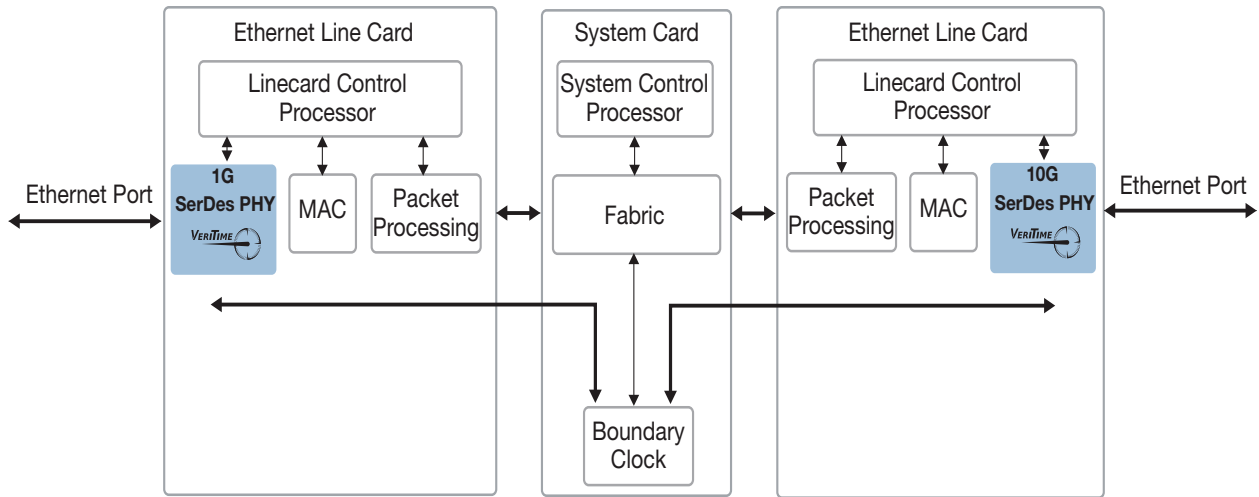 Ethernet Line Card
System Card
Ethernet Line Card
Linecard Control
Processor
System Control
Processor
Linecard Control
Processor
Ethernet Port
1G
SerDes PHY
VERITIME
MAC
Packet
Processing
Fabric
Packet
Processing
MAC
10G
SerDes PHY
VERITIME
Ethernet Port
Boundary
Clock